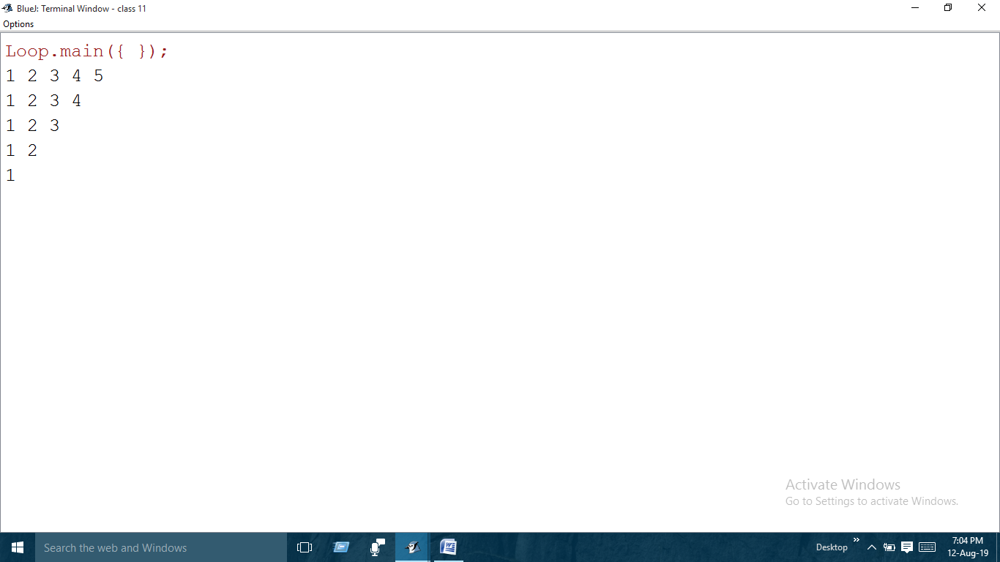 BlueJ: Terminal Window - class 11
Options
Loop.main({ });
1 2 3 4 5
1 2 3 4
1 2 3
1 2
1
Activate Windows
Go to Settings to activate Windows.
Search the web and Windows
Desktop
7:04 PM
12-Aug-19